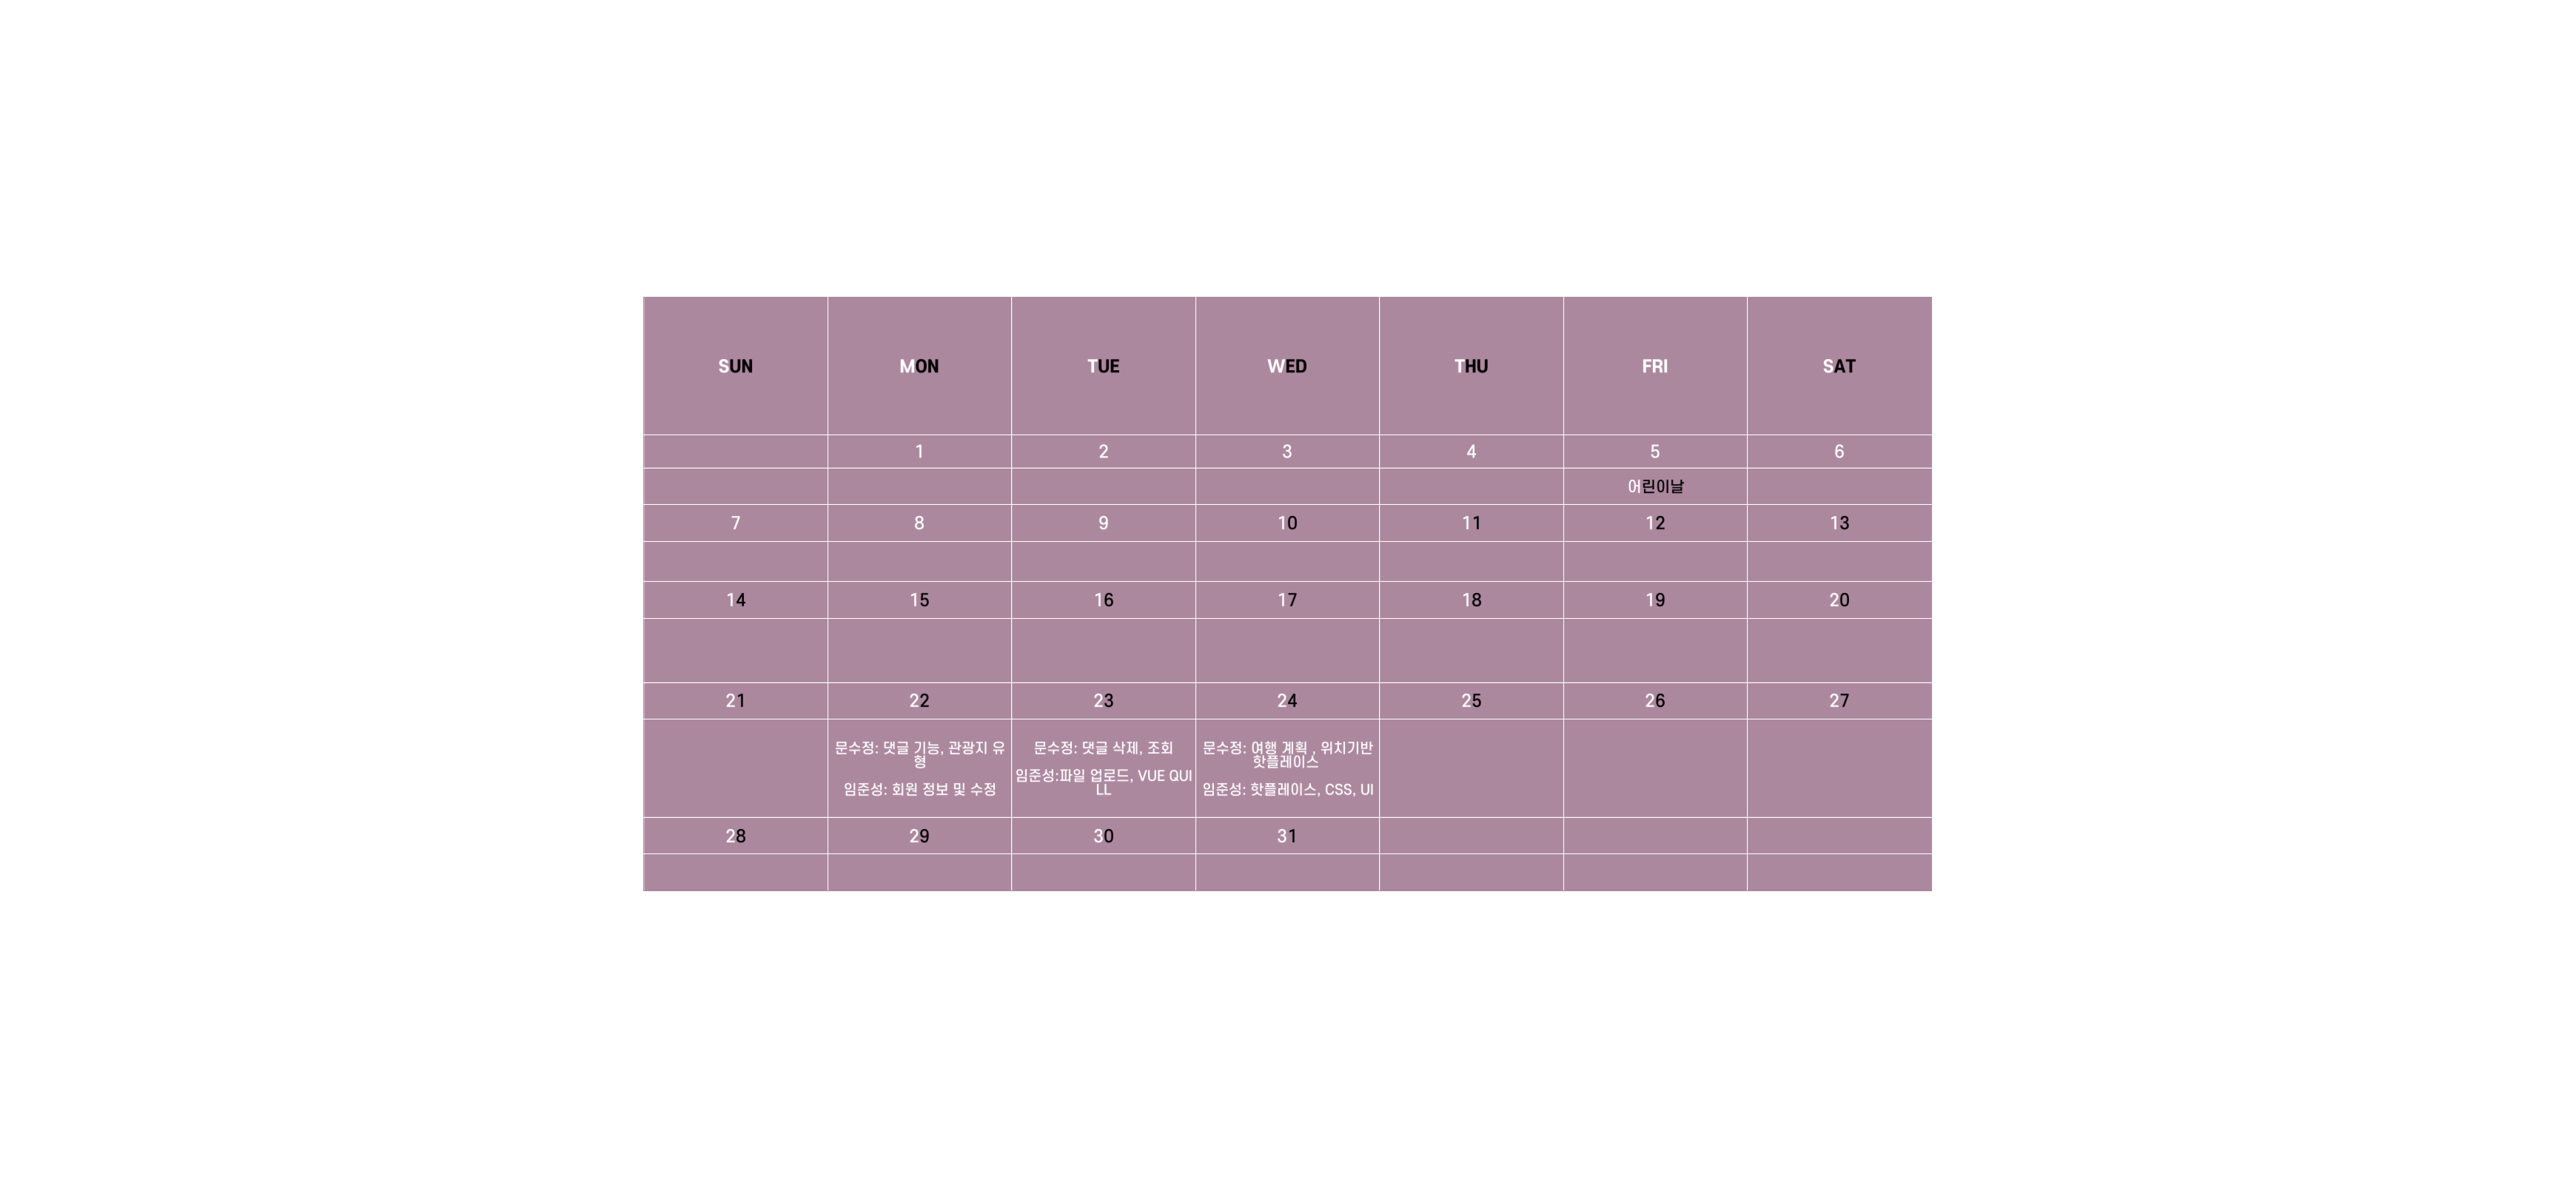 SUN MON TUE WED THU FRI SAT
1 2 3 4 5 6
어린이날
7 8 9 10 11 12 13
14 15 16 17 18 19 20
21 22 23 24 25 26 27
문수정: 댓글 기능, 관광지 유
형
임준성: 회원 정보 및 수정
문수정: 댓글 삭제, 조회
임준성:파일 업로드, VUE QUI
LL
문수정: 여행 계획 , 위치기반
핫플레이스
임준성: 핫플레이스, CSS, UI
28 29 30 31